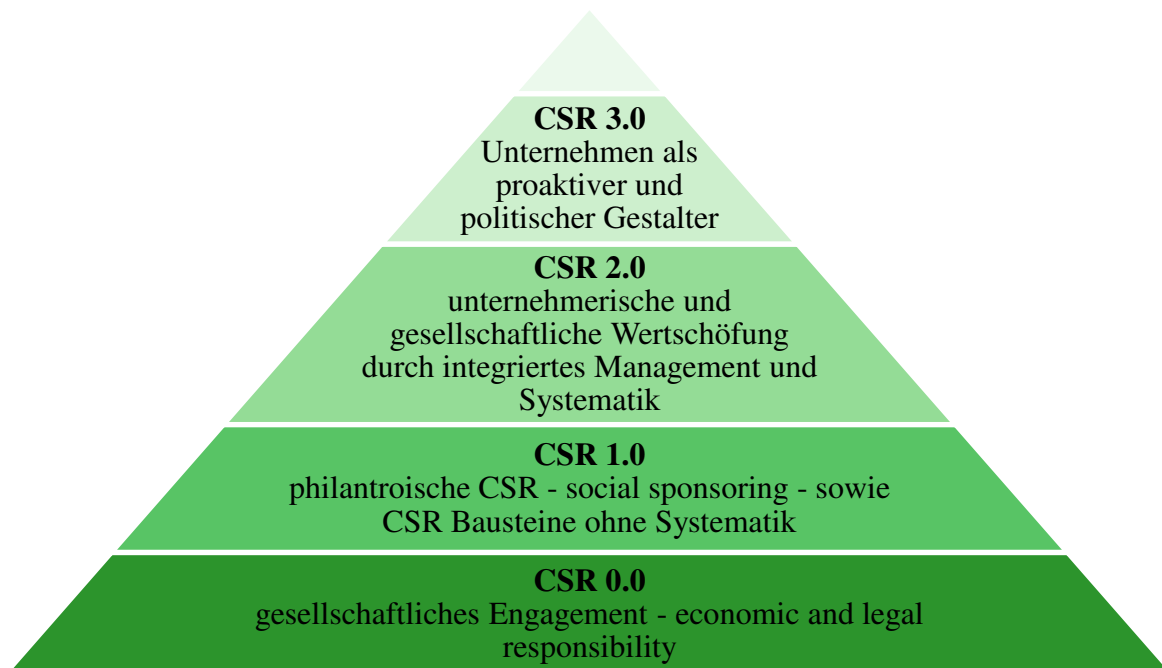 CSR 3.0
Unternehmen als
proaktiver und
politischer Gestalter
CSR 2.0
unternehmerische und
gesellschaftliche Wertschöfung
durch integriertes Management und
Systematik
CSR 1.0
philantroische CSR - social sponsoring - sowie
CSR Bausteine ohne Systematik
CSR 0.0
gesellschaftliches Engagement - economic and legal
responsibility